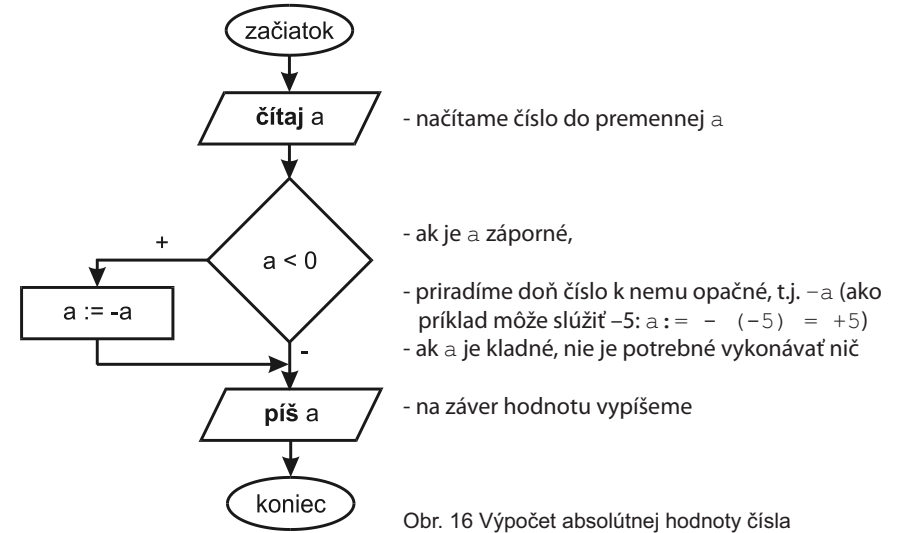 začiatok
čítaj a
- načítame číslo do premennej a
a < 0
- ak je a záporné,
+
a := -a
- priradíme doň číslo k nemu opačné, t.j. –a (ako
príklad môže slúžiť –5: a:= - (-5) = +5)
- ak a je kladné, nie je potrebné vykonávať nič
-
píš a
- na záver hodnotu vypíšeme
koniec
Obr. 16 Výpočet absolútnej hodnoty čísla